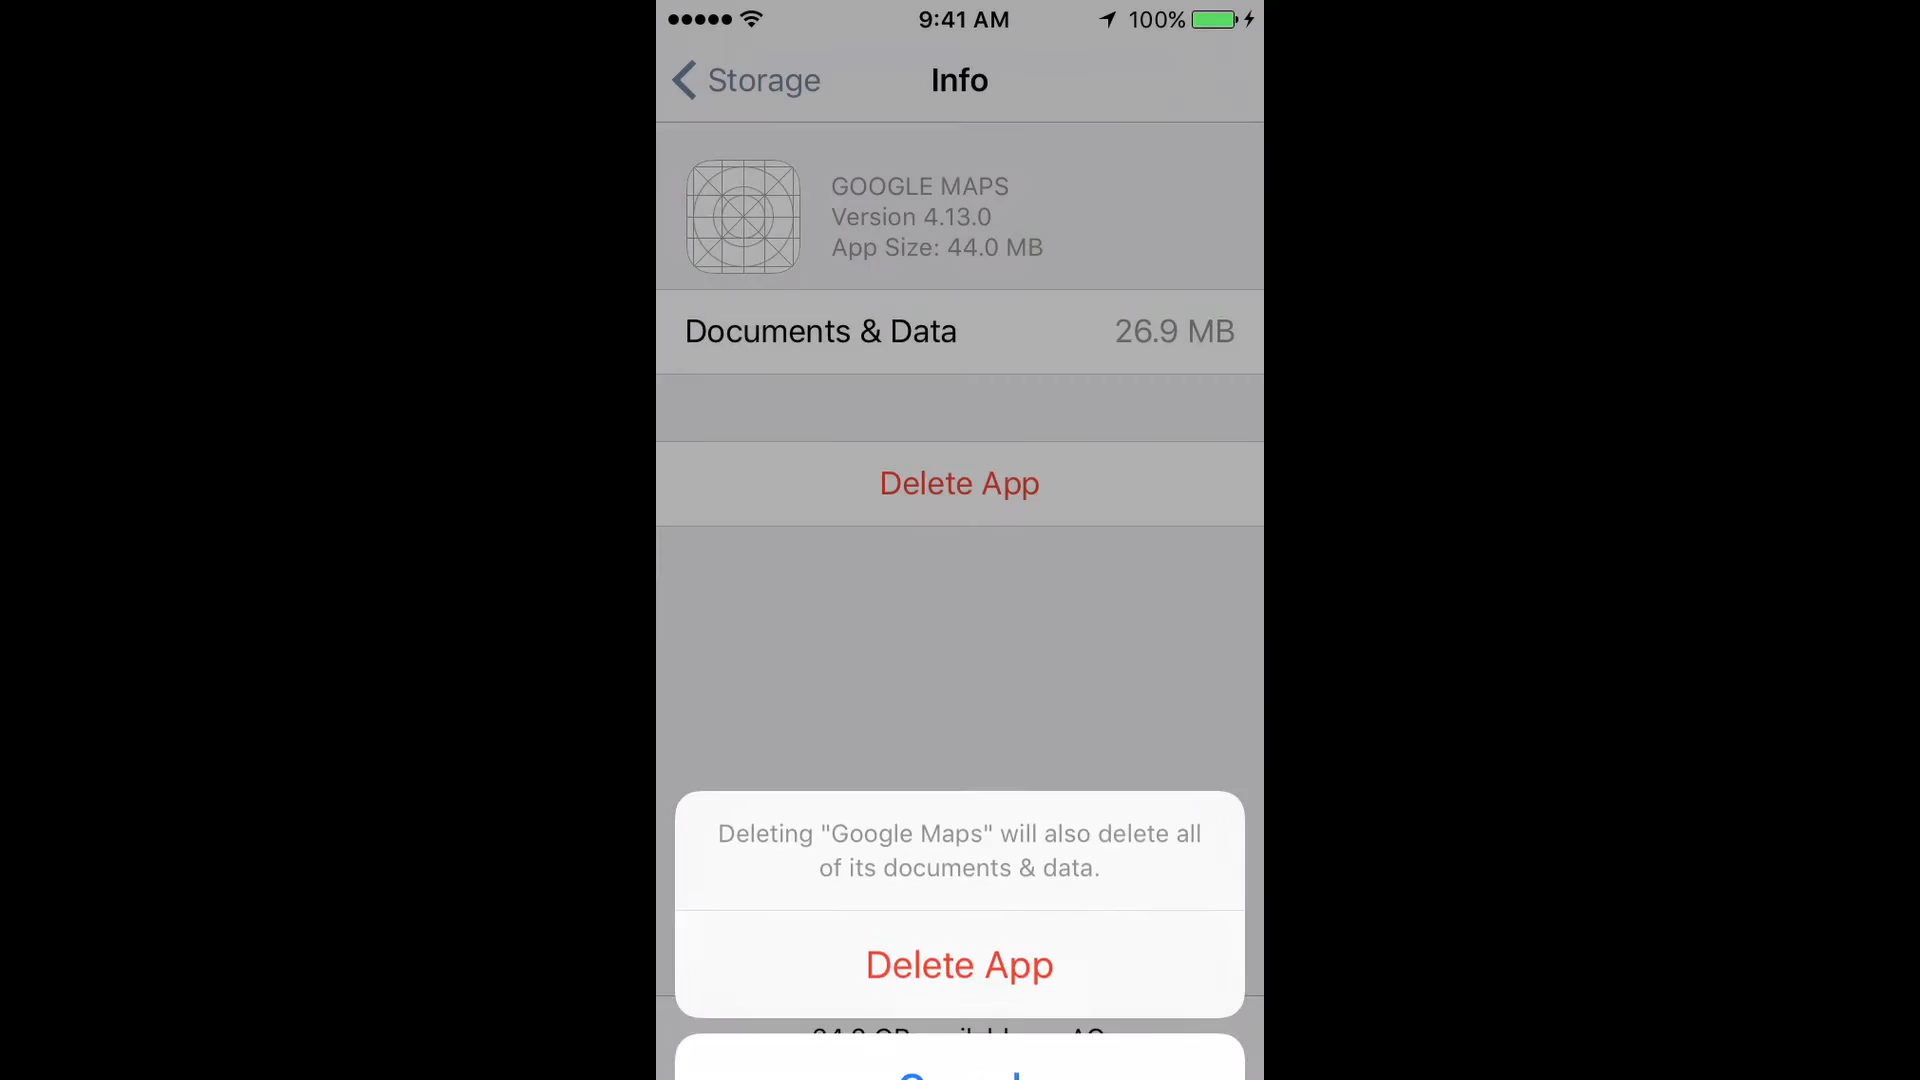 9:41 AM
100%
Storage
Info
GOOGLE MAPS
Version 4.13.0
App Size: 44.0 MB
Documents & Data
26.9 MB
Delete App
Deleting "Google Maps" will also delete all
of its documents & data.
Delete App